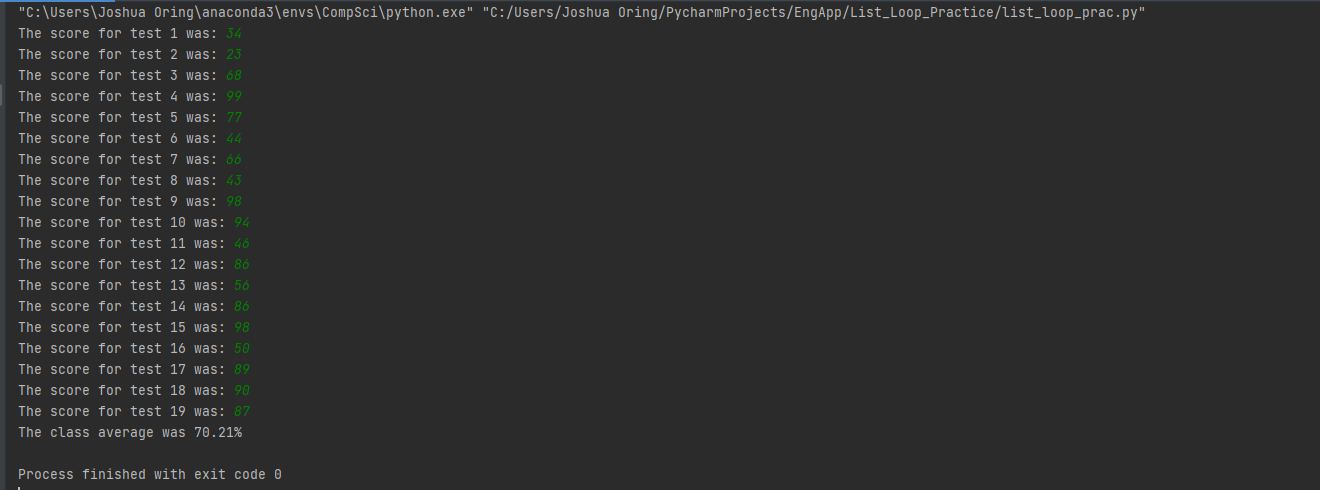 "C:\Users\Joshua Oring\anaconda3\envs\CompSci\python.exe" "C:/Users/Joshua Oring/PycharmProjects/EngApp/List_Loop_Practice/list_loop_prac.py"
The score for test 1 was: 34
The score for test 2 was: 23
The score for test 3 was: 68
The score for test 4 was: 99
The score for test 5 was: 77
The score for test 6 was: 44
The score for test 7 was: 66
The score for test 8 was: 43
The score for test 9 was: 98
The score for test 10 was: 94
The score for test 11 was: 46
The score for test 12 was: 86
The score for test 13 was: 56
The score for test 14 was: 86
The score for test 15 was: 98
The score for test 16 was: 50
The score for test 17 was: 89
The score for test 18 was: 90
The score for test 19 was: 87
The class average was 70.21%
Process finished with exit code 0